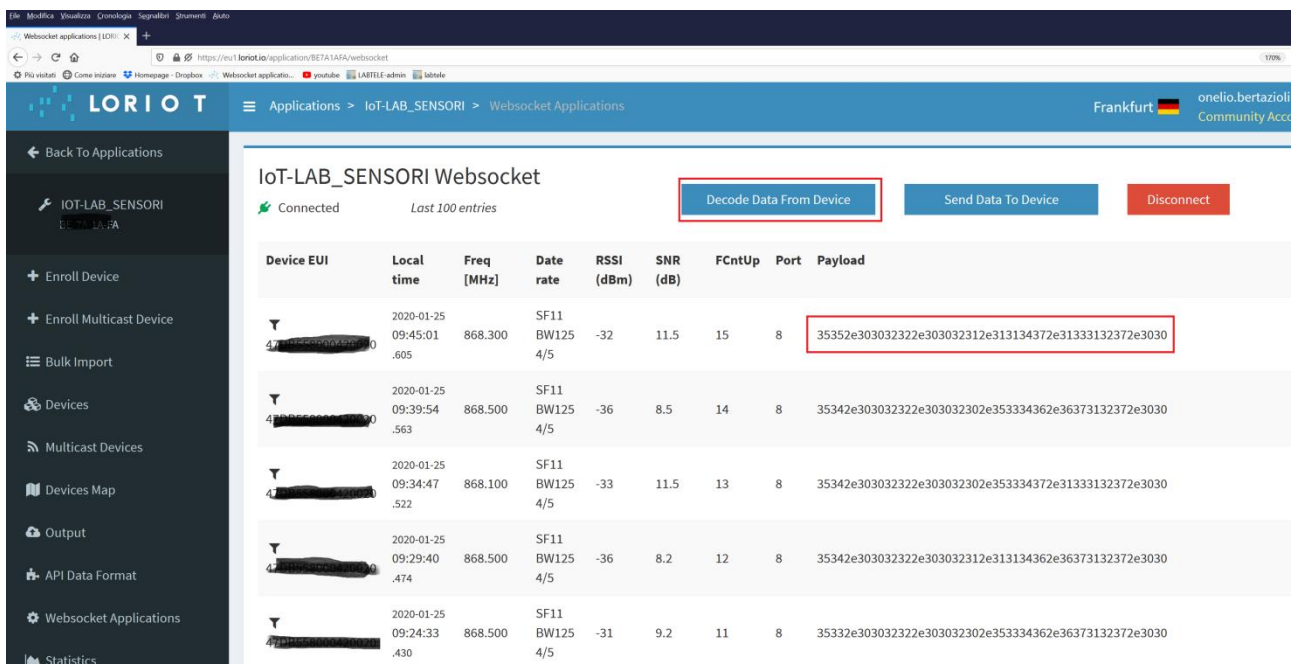 File Modifica Visualizza Cronologia Segnalibri Strumenti Aiuto
Websocket applications | LORI
https://eu1.loriot.io/application/BE7A1AFA/websocket
170%
Più visitati Come iniziare Homepage - Dropbox Websocket applicatio... youtube LABTELE-admin labtele
LORIOT
Applications > IoT-LAB_SENSORI > Websocket Applications
Frankfurt
onelio.bertazioli
Community Acco
Back To Applications
IOT-LAB_SENSORI
FA
Enroll Device
Enroll Multicast Device
Bulk Import
Devices
Multicast Devices
Devices Map
Output
API Data Format
Websocket Applications
Statistics
IoT-LAB_SENSORI Websocket
Connected Last 100 entries
Decode Data From Device
Send Data To Device
Disconnect
Device EUI Local time Freq [MHz] Date rate RSSI (dBm) SNR (dB) FCntUp Port Payload
2020-01-25 09:45:01 .605 868.300 SF11 BW125 4/5 -32 11.5 15 8 35352e303032322e303032312e313134372e31333132372e3030
2020-01-25 09:39:54 .563 868.500 SF11 BW125 4/5 -36 8.5 14 8 35342e303032322e303032302e353334362e36373132372e3030
2020-01-25 09:34:47 .522 868.100 SF11 BW125 4/5 -33 11.5 13 8 35342e303032322e303032302e353334372e31333132372e3030
2020-01-25 09:29:40 .474 868.500 SF11 BW125 4/5 -36 8.2 12 8 35342e303032322e303032312e313134362e36373132372e3030
2020-01-25 09:24:33 .430 868.500 SF11 BW125 4/5 -31 9.2 11 8 35332e303032322e303032302e353334362e36373132372e3030